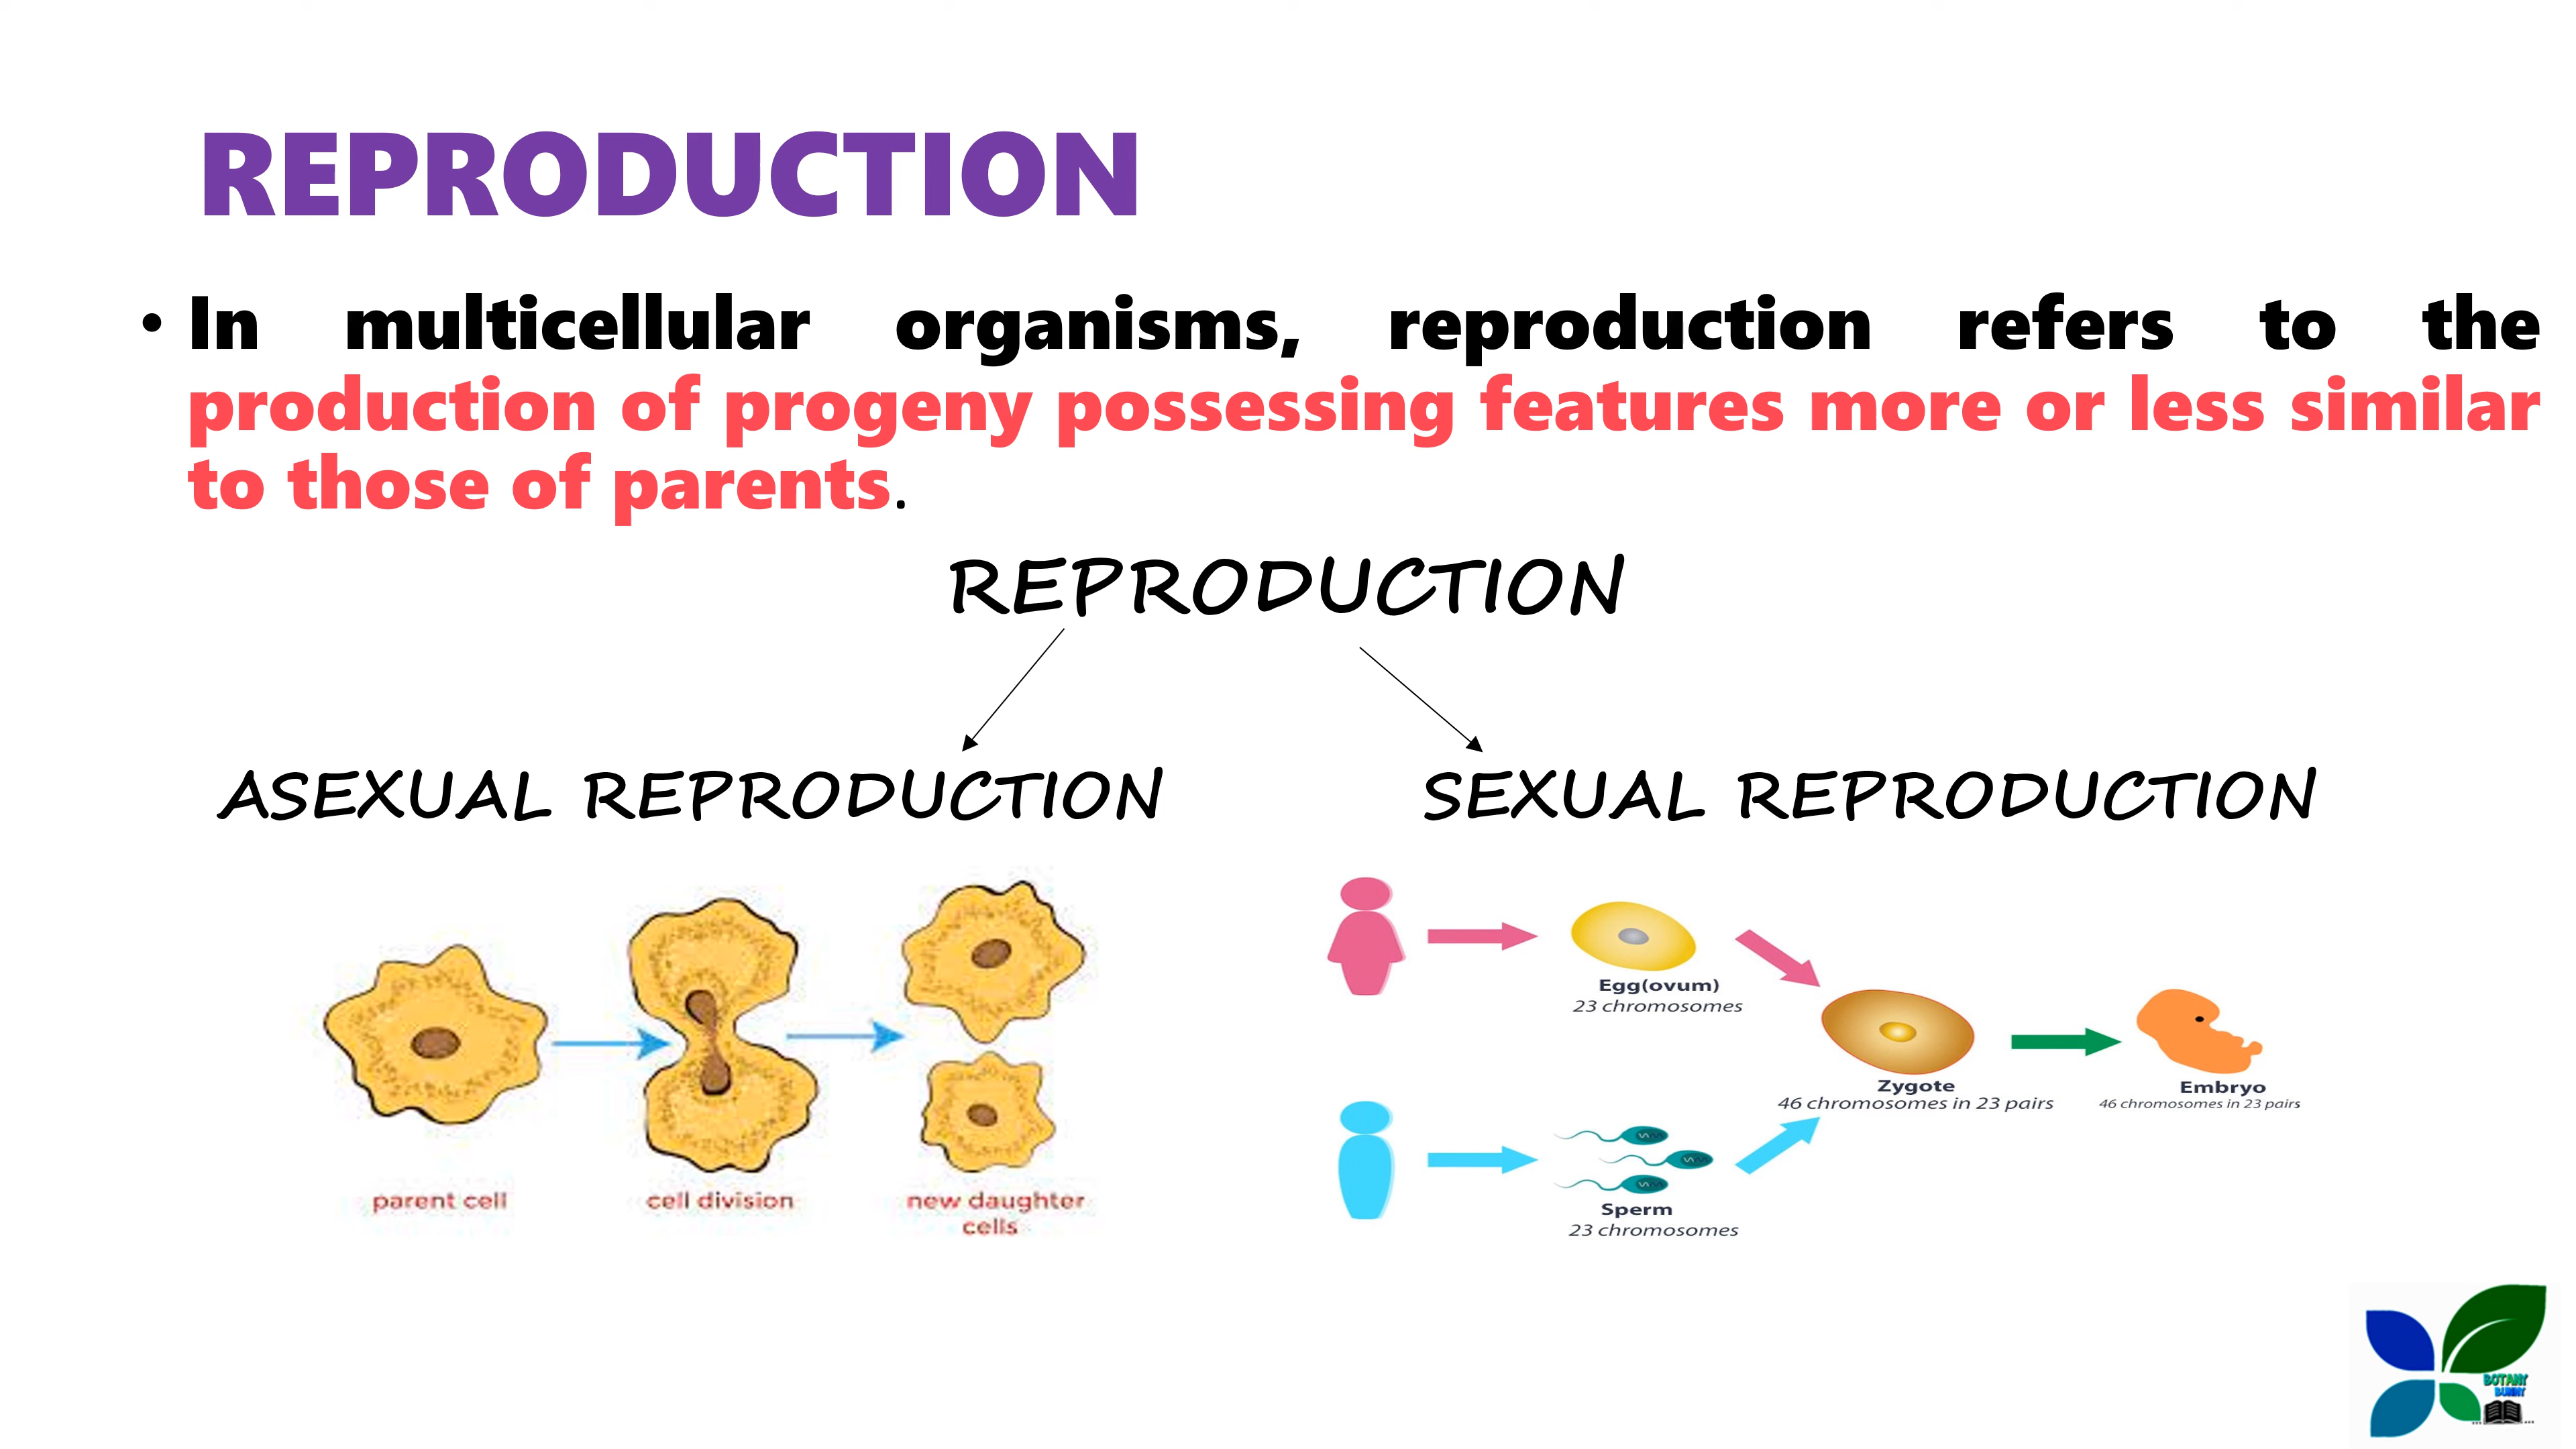 REPRODUCTION
• In multicellular organisms, reproduction refers to the
production of progeny possessing features more or less similar
to those of parents.
REPRODUCTION
ASEXUAL REPRODUCTION
SEXUAL REPRODUCTION
parent cell
cell division
new daughter
cells
Egg(ovum)
23 chromosomes
Zygote
46 chromosomes in 23 pairs
Embryo
46 chromosomes in 23 pairs
Sperm
23 chromosomes
BOTANY
BUNNY